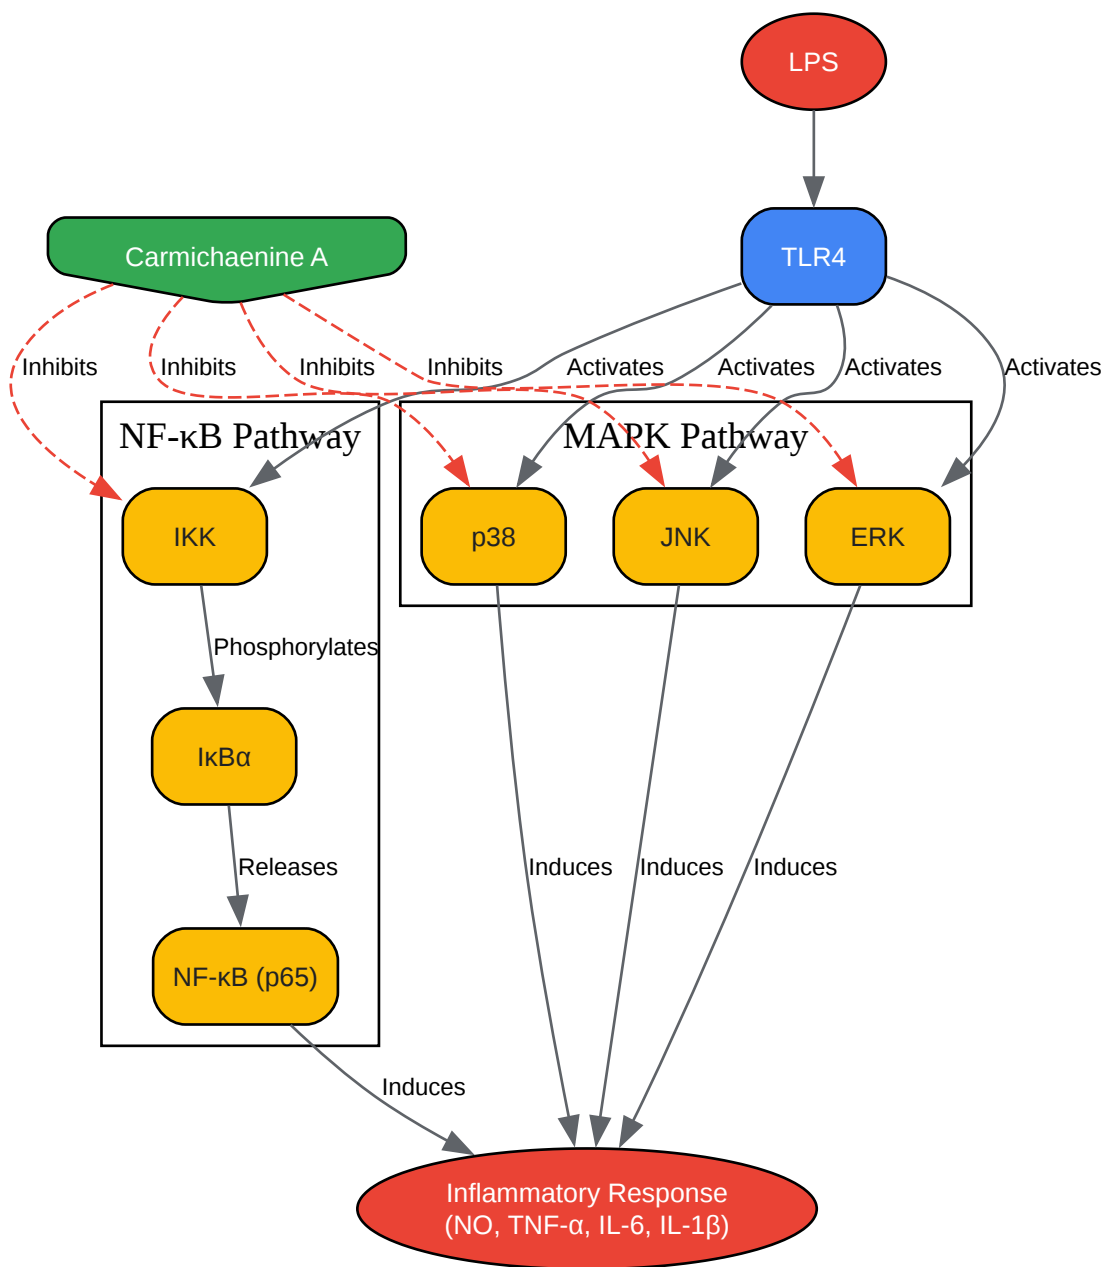 LPS
Carmichaenine A
TLR4
Inhibits
Inhibits
Inhibits
Inhibits
Activates
Activates
Activates
Activates
NF-κB Pathway
MAPK Pathway
IKK
p38
JNK
ERK
Phosphorylates
IκBα
Releases
Induces
Induces
Induces
NF-κB (p65)
Induces
Inflammatory Response
(NO, TNF-α, IL-6, IL-1β)